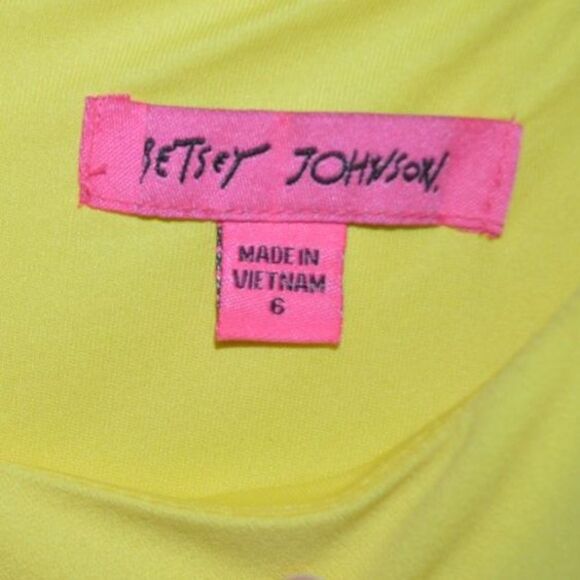 BETSEY JOHNSON.
MADE IN
VIETNAM
6